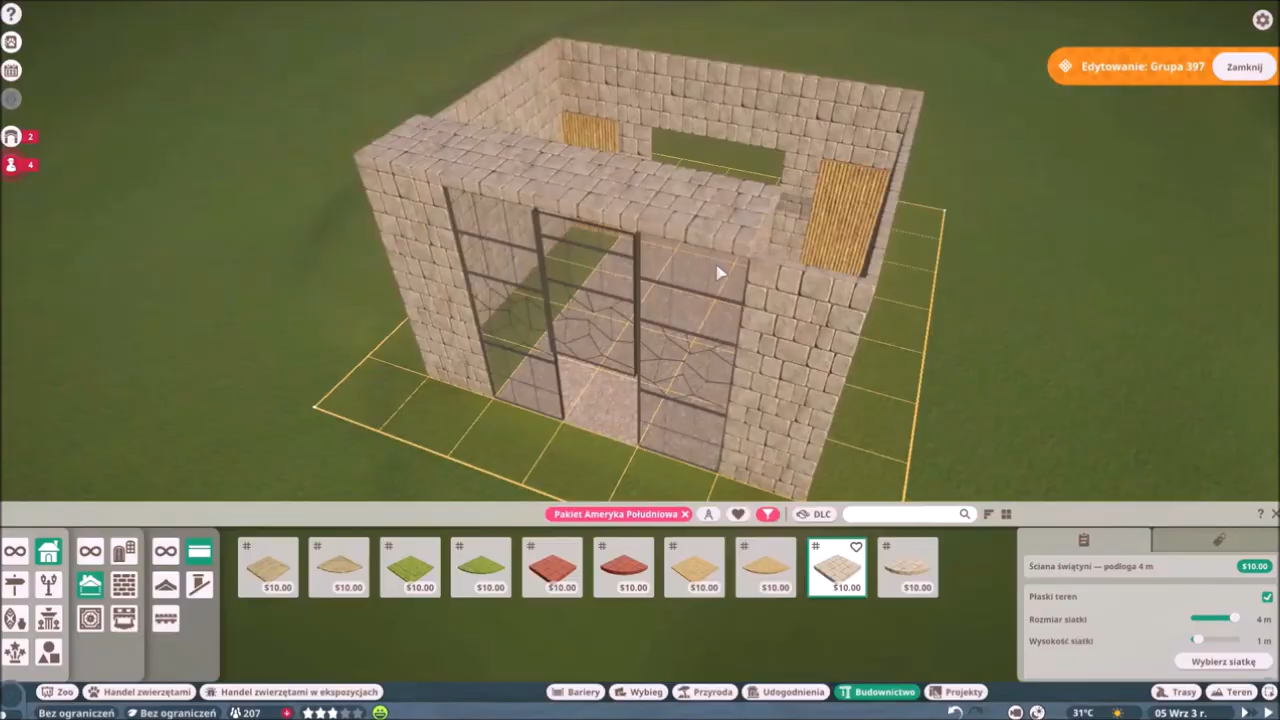 ?
Edytowanie: Grupa 397
Zamknij
2
4
Pakiet Ameryka Południowa ×
DLC
? ×
# $10.00
# $10.00
# $10.00
# $10.00
# $10.00
# $10.00
# $10.00
# $10.00
# $10.00
# $10.00
Ściana świątyni — podłoga 4 m $10.00
Płaski teren
Rozmiar siatki 4 m
Wysokość siatki 1 m
Wybierz siatkę
Zoo
Handel zwierzętami
Handel zwierzętami w ekspozycjach
Bariery
Wybieg
Przyroda
Udogodnienia
Budownictwo
Projekty
Trasy
Teren
Bez ograniczeń
Bez ograniczeń
207
31°C
05 Wrz 3 r.